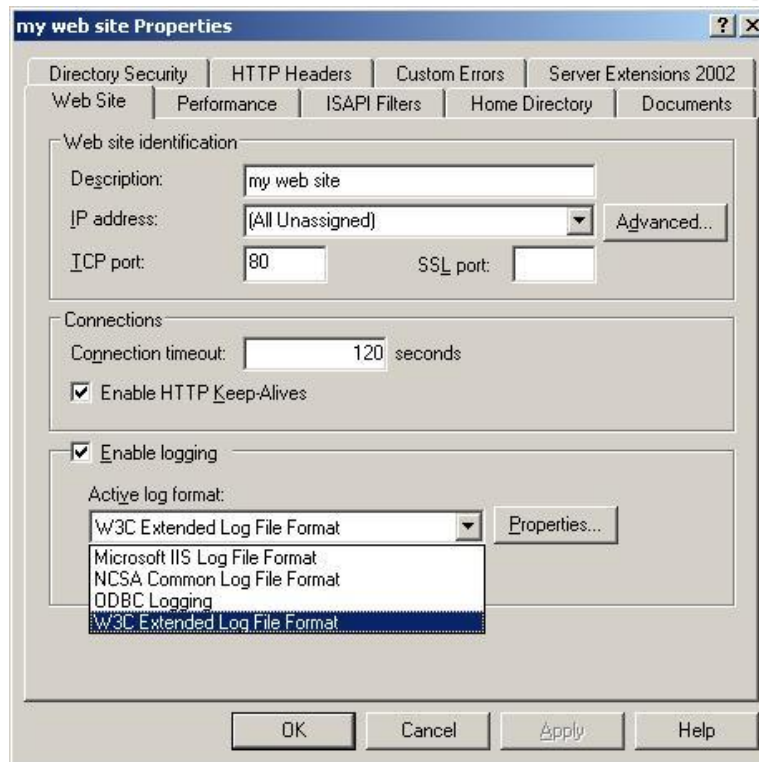 my web site Properties
Directory Security HTTP Headers Custom Errors Server Extensions 2002
Web Site Performance ISAPI Filters Home Directory Documents
Web site identification
Description: my web site
IP address: (All Unassigned) Advanced...
TCP port: 80 SSL port:
Connections
Connection timeout: 120 seconds
Enable HTTP Keep-Alives
Enable logging
Active log format:
W3C Extended Log File Format Properties...
Microsoft IIS Log File Format
NCSA Common Log File Format
ODBC Logging
W3C Extended Log File Format
OK Cancel Apply Help